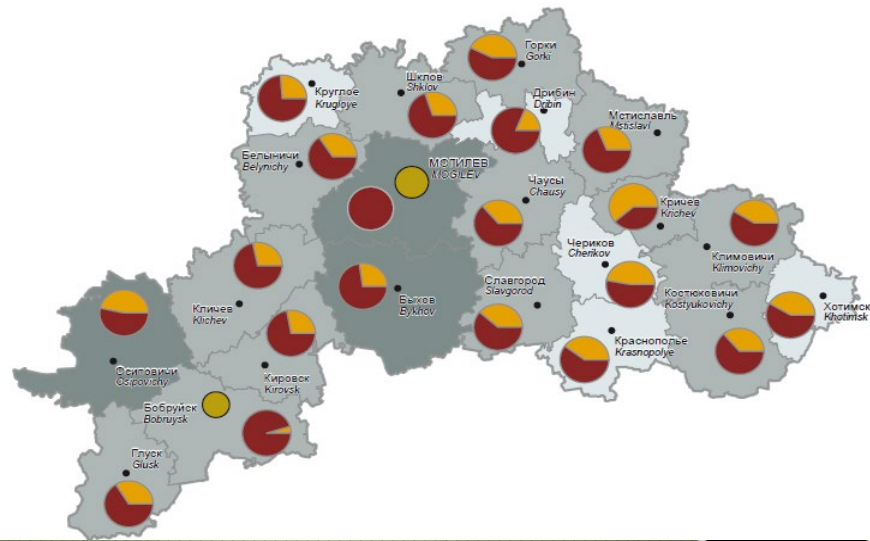 Горки
Gorki
Шклов
Shklov
Круглое
Krugloye
Дрибин
Dribin
Мстиславль
Mstislavl
Белыничи
Belynichy
МОГИЛЕВ
MOGILEV
Чаусы
Chausy
Кричев
Krichev
Чериков
Cherikov
Климовичи
Klimovichy
Славгород
Slavgorod
Костюковичи
Kostyukovichy
Хотимск
Khotimsk
Быхов
Bykhov
Кличев
Klichev
Краснополье
Krasnopolye
Осиповичи
Osipovichy
Кировск
Kirovsk
Бобруйск
Bobruysk
Глуск
Glusk